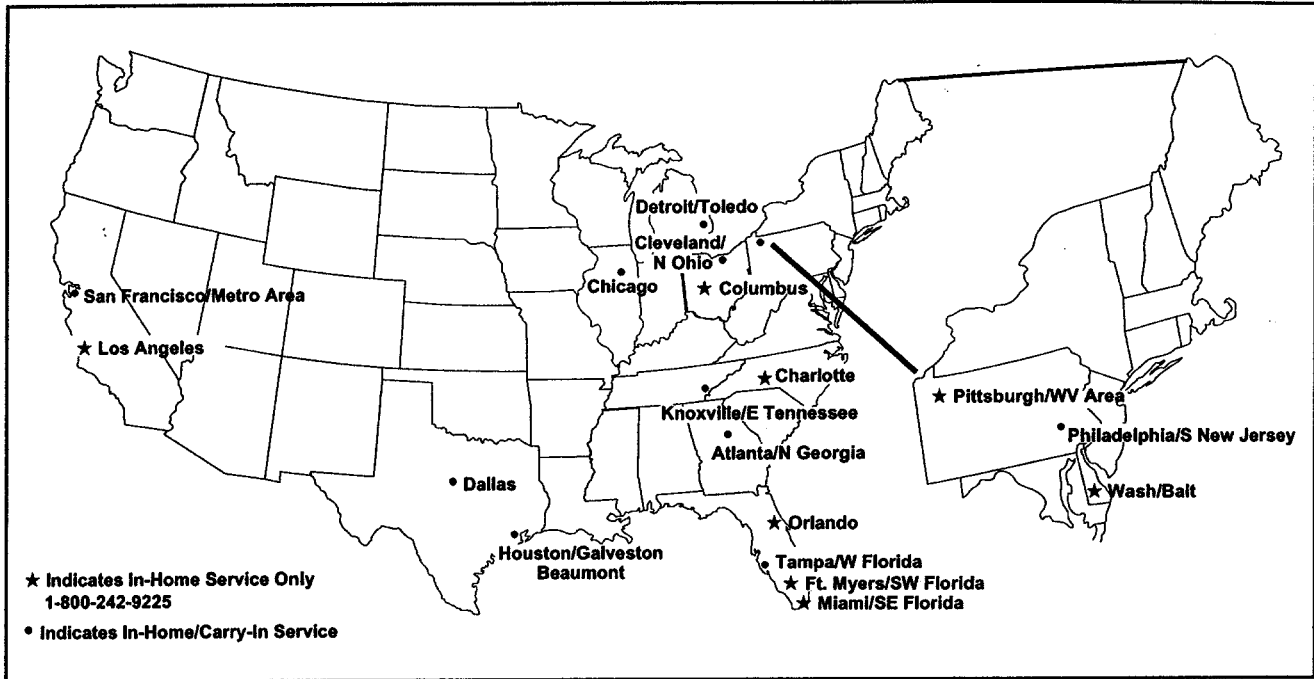 Detroit/Toledo
Cleveland/
N Ohio
Chicago
Columbus
San Francisco/Metro Area
Los Angeles
Charlotte
Knoxville/E Tennessee
Atlanta/N Georgia
Pittsburgh/WV Area
Philadelphia/S New Jersey
Wash/Balt
Dallas
Orlando
Houston/Galveston
Beaumont
Tampa/W Florida
Ft. Myers/SW Florida
Miami/SE Florida
★ Indicates In-Home Service Only
1-800-242-9225
• Indicates In-Home/Carry-In Service